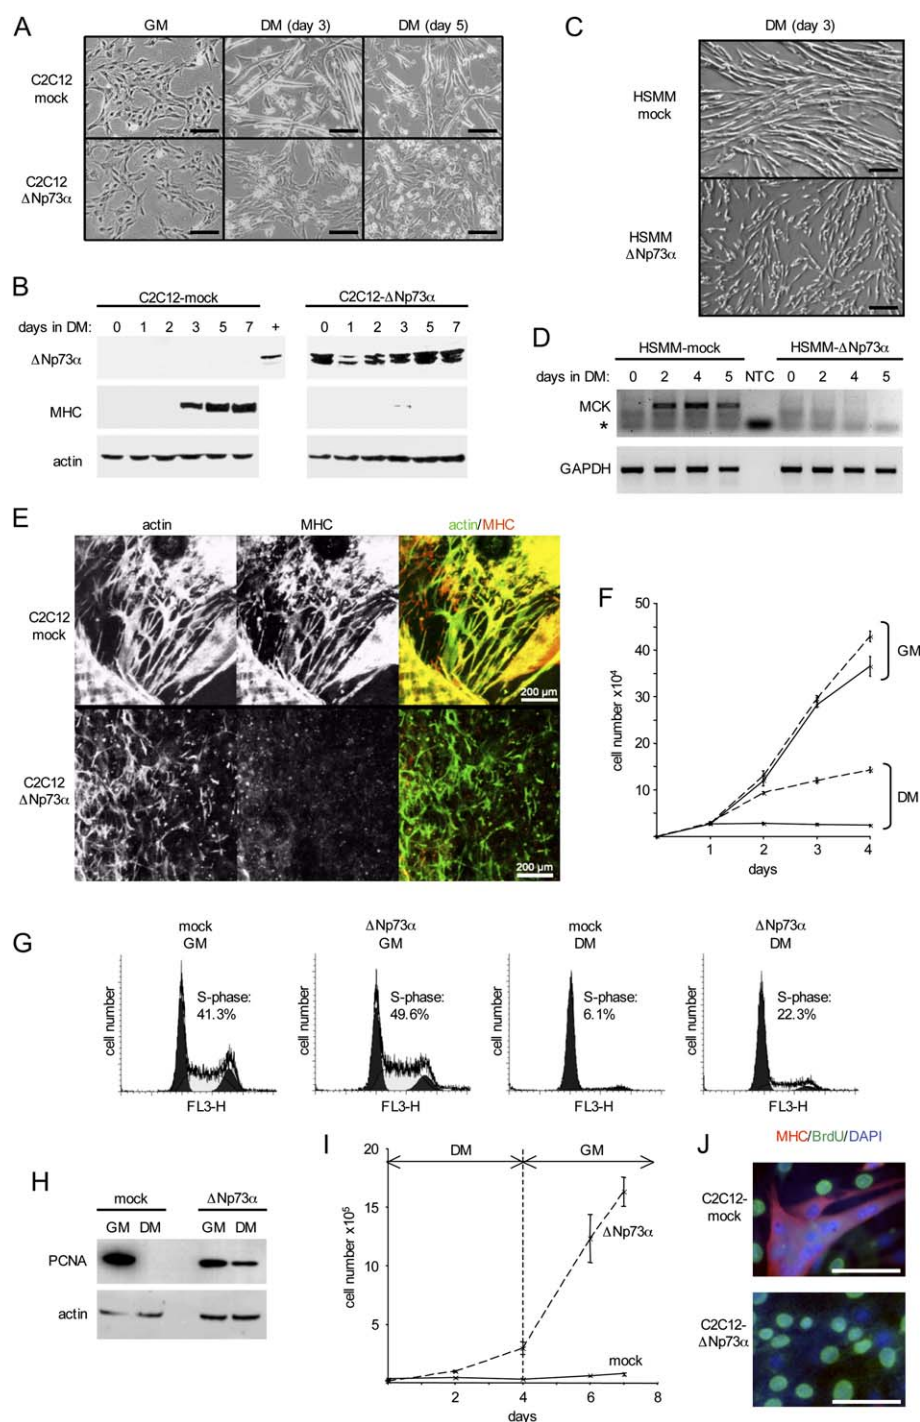 A
GM
DM (day 3)
DM (day 5)
C2C12
mock
C2C12
ΔNp73α
B
C2C12-mock
C2C12-ΔNp73α
days in DM: 0 1 2 3 5 7 + 0 1 2 3 5 7
ΔNp73α
MHC
actin
C
DM (day 3)
HSMM
mock
HSMM
ΔNp73α
D
HSMM-mock
HSMM-ΔNp73α
days in DM: 0 2 4 5 NTC 0 2 4 5
MCK
*
GAPDH
E
actin
MHC
actin/MHC
C2C12
mock
200 µm
C2C12
ΔNp73α
200 µm
F
cell number x10⁴
50
40
30
20
10
1 2 3 4
days
GM
DM
G
mock
GM
cell number
S-phase:
41.3%
FL3-H
ΔNp73α
GM
cell number
S-phase:
49.6%
FL3-H
mock
DM
cell number
S-phase:
6.1%
FL3-H
ΔNp73α
DM
cell number
S-phase:
22.3%
FL3-H
H
mock
ΔNp73α
GM DM GM DM
PCNA
actin
I
DM
GM
cell number x10⁵
20
15
10
5
ΔNp73α
mock
2 4 6 8
days
J
MHC/BrdU/DAPI
C2C12-
mock
C2C12-
ΔNp73α